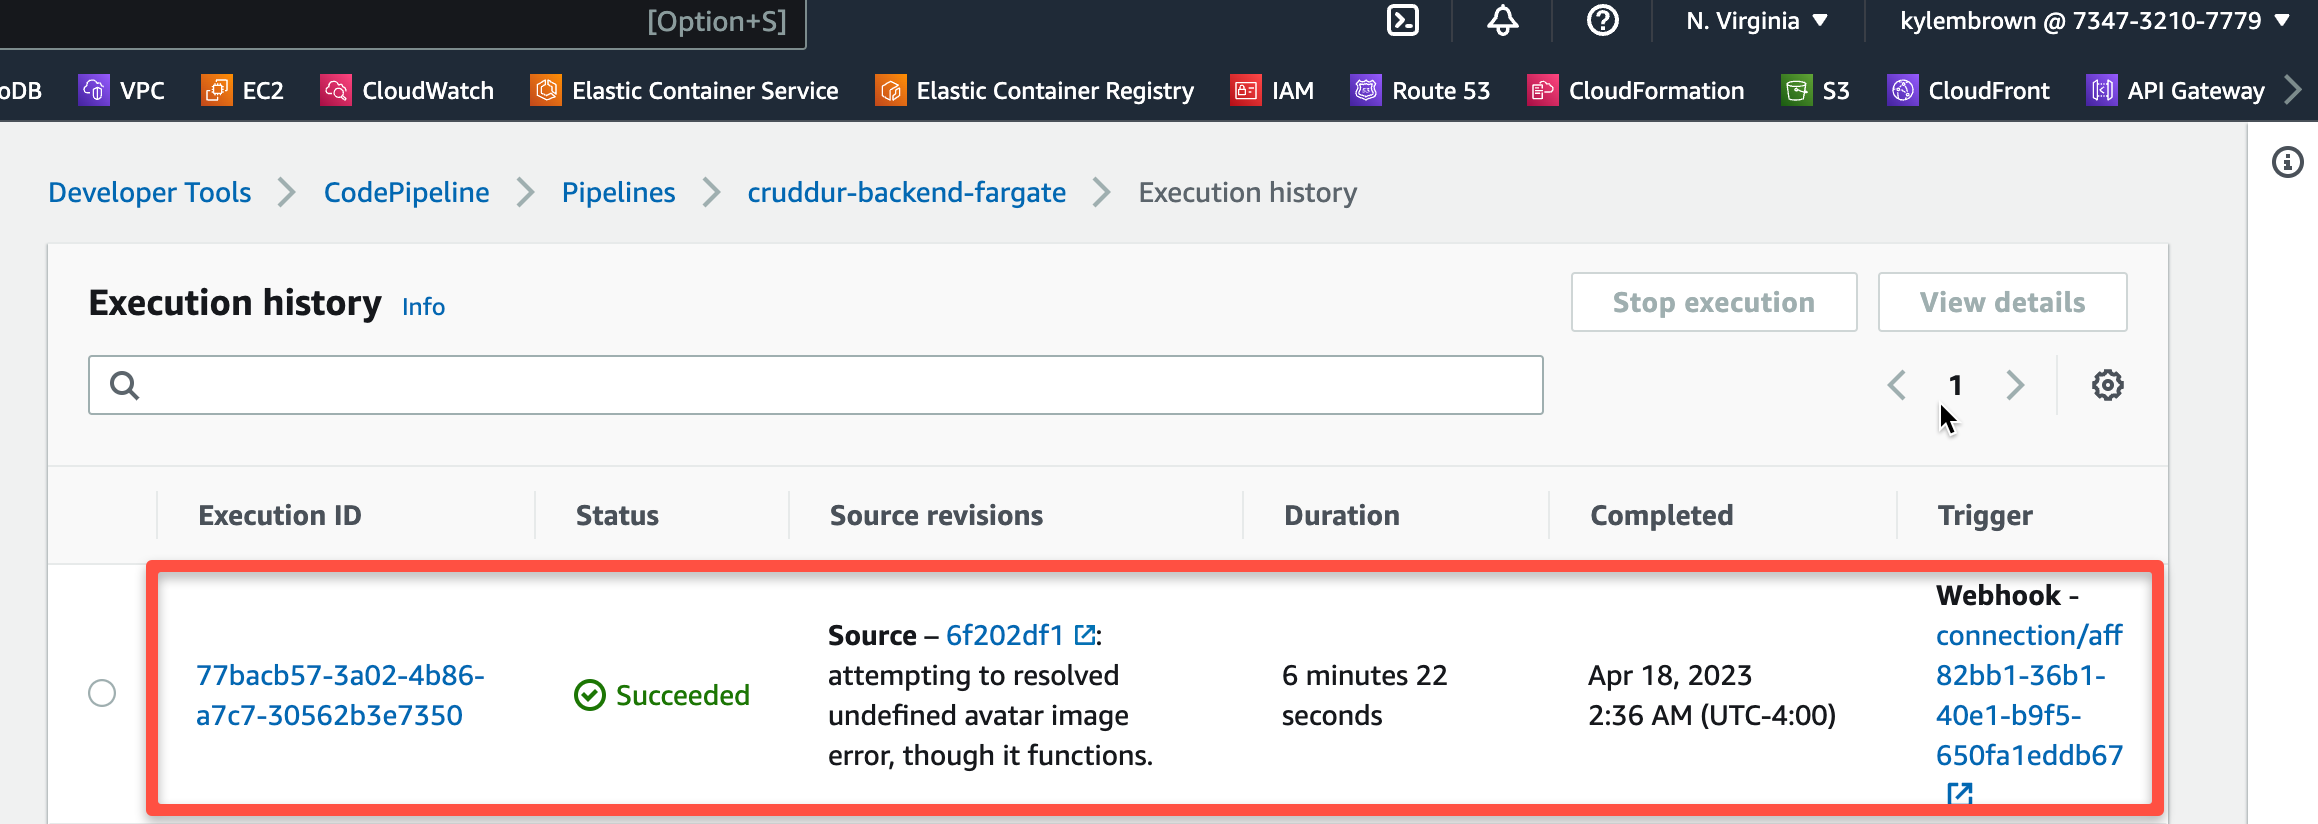 [Option+S]
N. Virginia
kylembrown @ 7347-3210-7779
oDB
VPC
EC2
CloudWatch
Elastic Container Service
Elastic Container Registry
IAM
Route 53
CloudFormation
S3
CloudFront
API Gateway
Developer Tools
CodePipeline
Pipelines
cruddur-backend-fargate
Execution history
Execution history
Info
Stop execution
View details
1
Execution ID
Status
Source revisions
Duration
Completed
Trigger
77bacb57-3a02-4b86-
a7c7-30562b3e7350
Succeeded
Source – 6f202df1 :
attempting to resolved
undefined avatar image
error, though it functions.
6 minutes 22
seconds
Apr 18, 2023
2:36 AM (UTC-4:00)
Webhook -
connection/aff
82bb1-36b1-
40e1-b9f5-
650fa1eddb67